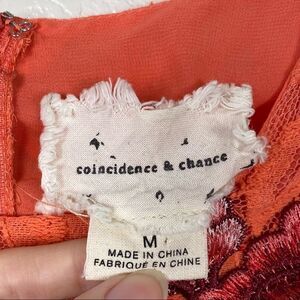 coincidence & chance
M
MADE IN CHINA
FABRIQUÉ EN CHINE